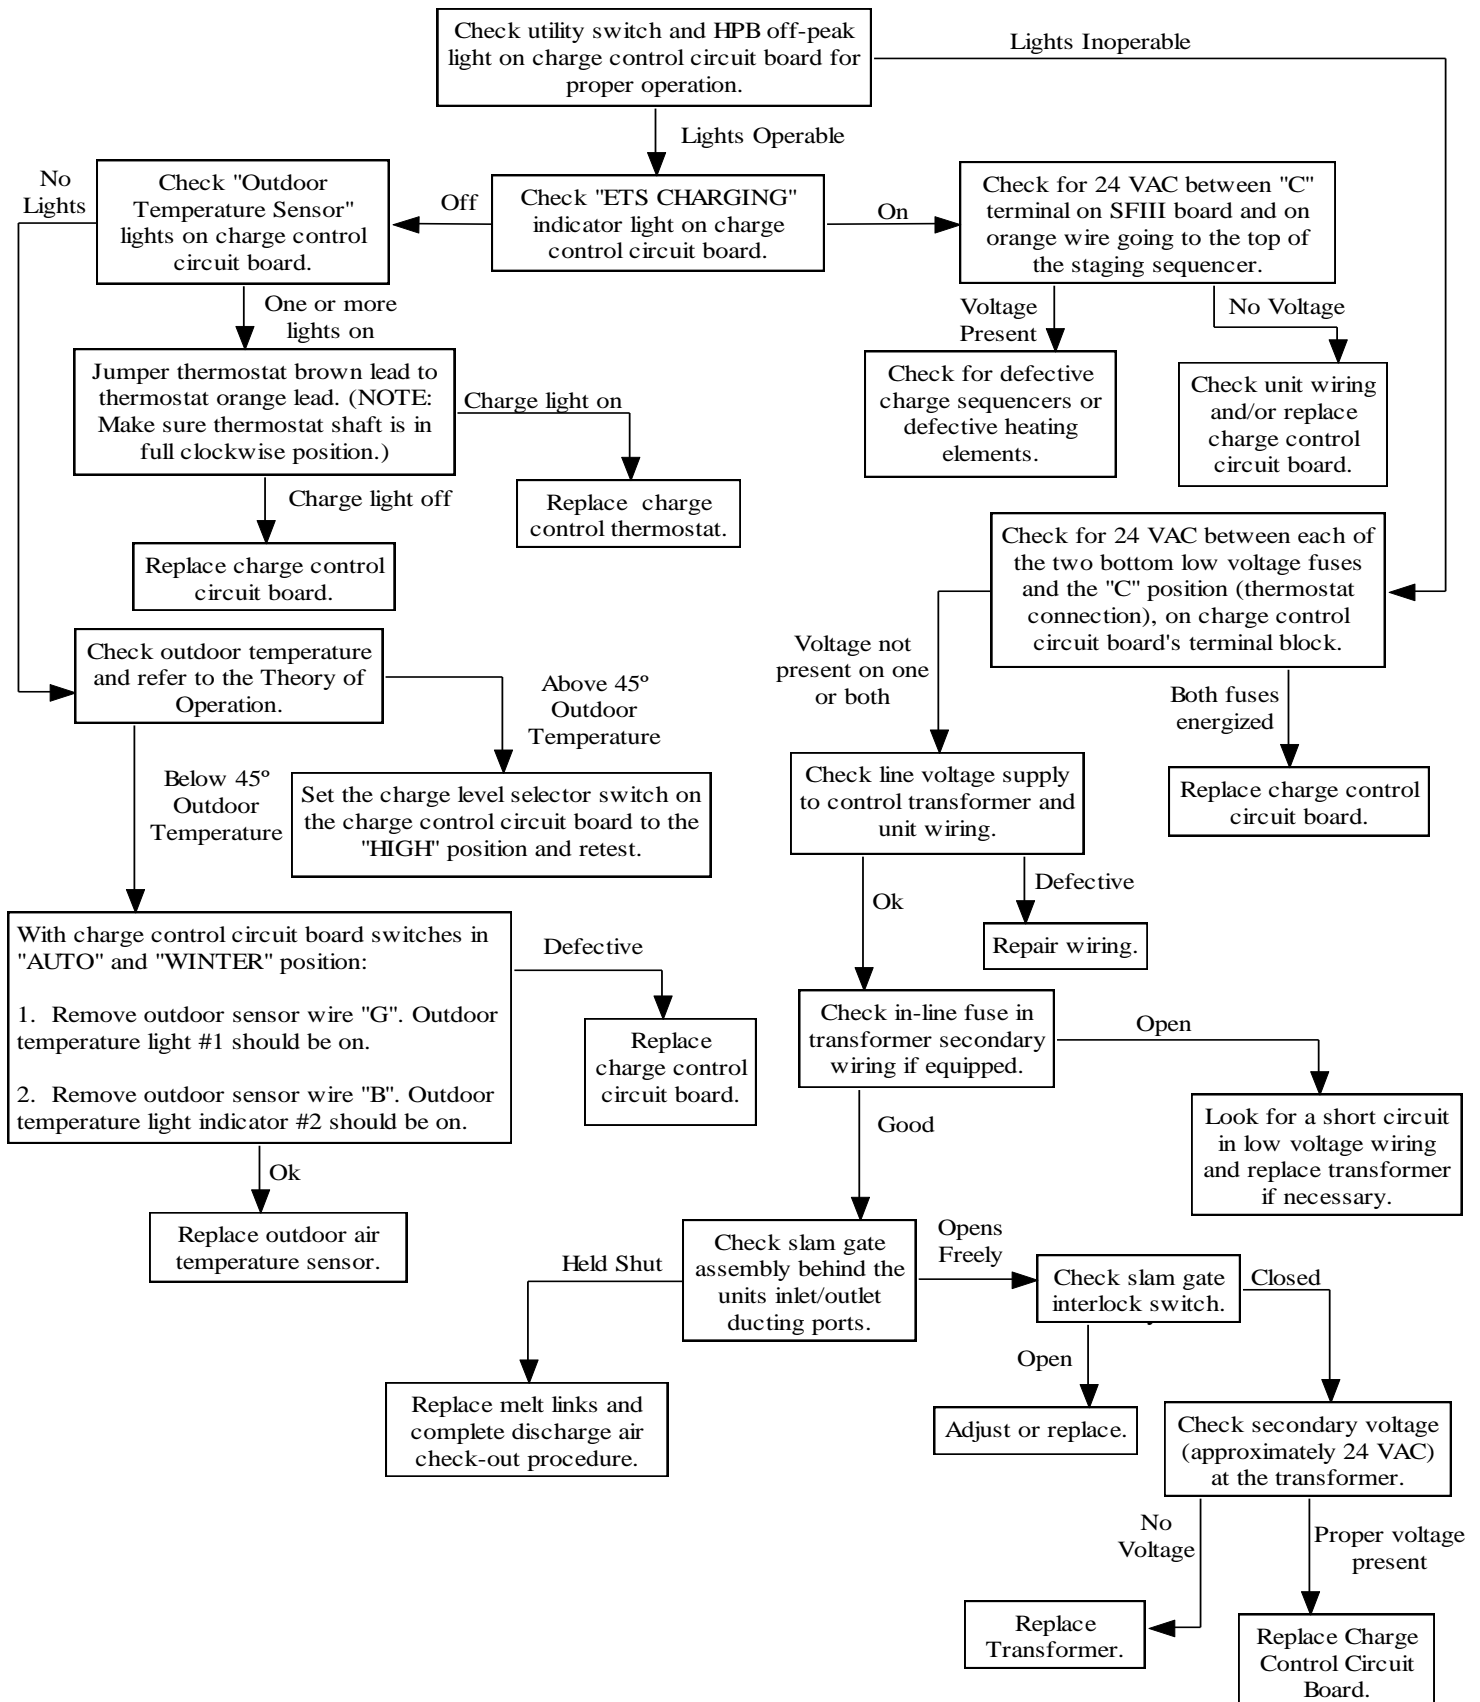 Check utility switch and HPB off-peak
light on charge control circuit board for
proper operation.
Lights Inoperable
Lights Operable
No
Lights
Check "Outdoor
Temperature Sensor"
lights on charge control
circuit board.
Off
Check "ETS CHARGING"
indicator light on charge
control circuit board.
On
Check for 24 VAC between "C"
terminal on SFIII board and on
orange wire going to the top of
the staging sequencer.
One or more
lights on
Voltage
Present
No Voltage
Jumper thermostat brown lead to
thermostat orange lead. (NOTE:
Make sure thermostat shaft is in
full clockwise position.)
Charge light on
Check for defective
charge sequencers or
defective heating
elements.
Check unit wiring
and/or replace
charge control
circuit board.
Charge light off
Replace charge
control thermostat.
Replace charge control
circuit board.
Check for 24 VAC between each of
the two bottom low voltage fuses
and the "C" position (thermostat
connection), on charge control
circuit board's terminal block.
Check outdoor temperature
and refer to the Theory of
Operation.
Above 45º
Outdoor
Temperature
Voltage not
present on one
or both
Both fuses
energized
Below 45º
Outdoor
Temperature
Set the charge level selector switch on
the charge control circuit board to the
"HIGH" position and retest.
Check line voltage supply
to control transformer and
unit wiring.
Replace charge control
circuit board.
Ok
Defective
With charge control circuit board switches in
"AUTO" and "WINTER" position:
1. Remove outdoor sensor wire "G". Outdoor
temperature light #1 should be on.
2. Remove outdoor sensor wire "B". Outdoor
temperature light indicator #2 should be on.
Defective
Repair wiring.
Replace
charge control
circuit board.
Check in-line fuse in
transformer secondary
wiring if equipped.
Open
Good
Look for a short circuit
in low voltage wiring
and replace transformer
if necessary.
Ok
Replace outdoor air
temperature sensor.
Held Shut
Check slam gate
assembly behind the
units inlet/outlet
ducting ports.
Opens
Freely
Check slam gate
interlock switch.
Closed
Open
Replace melt links and
complete discharge air
check-out procedure.
Adjust or replace.
Check secondary voltage
(approximately 24 VAC)
at the transformer.
No
Voltage
Proper voltage
present
Replace
Transformer.
Replace Charge
Control Circuit
Board.